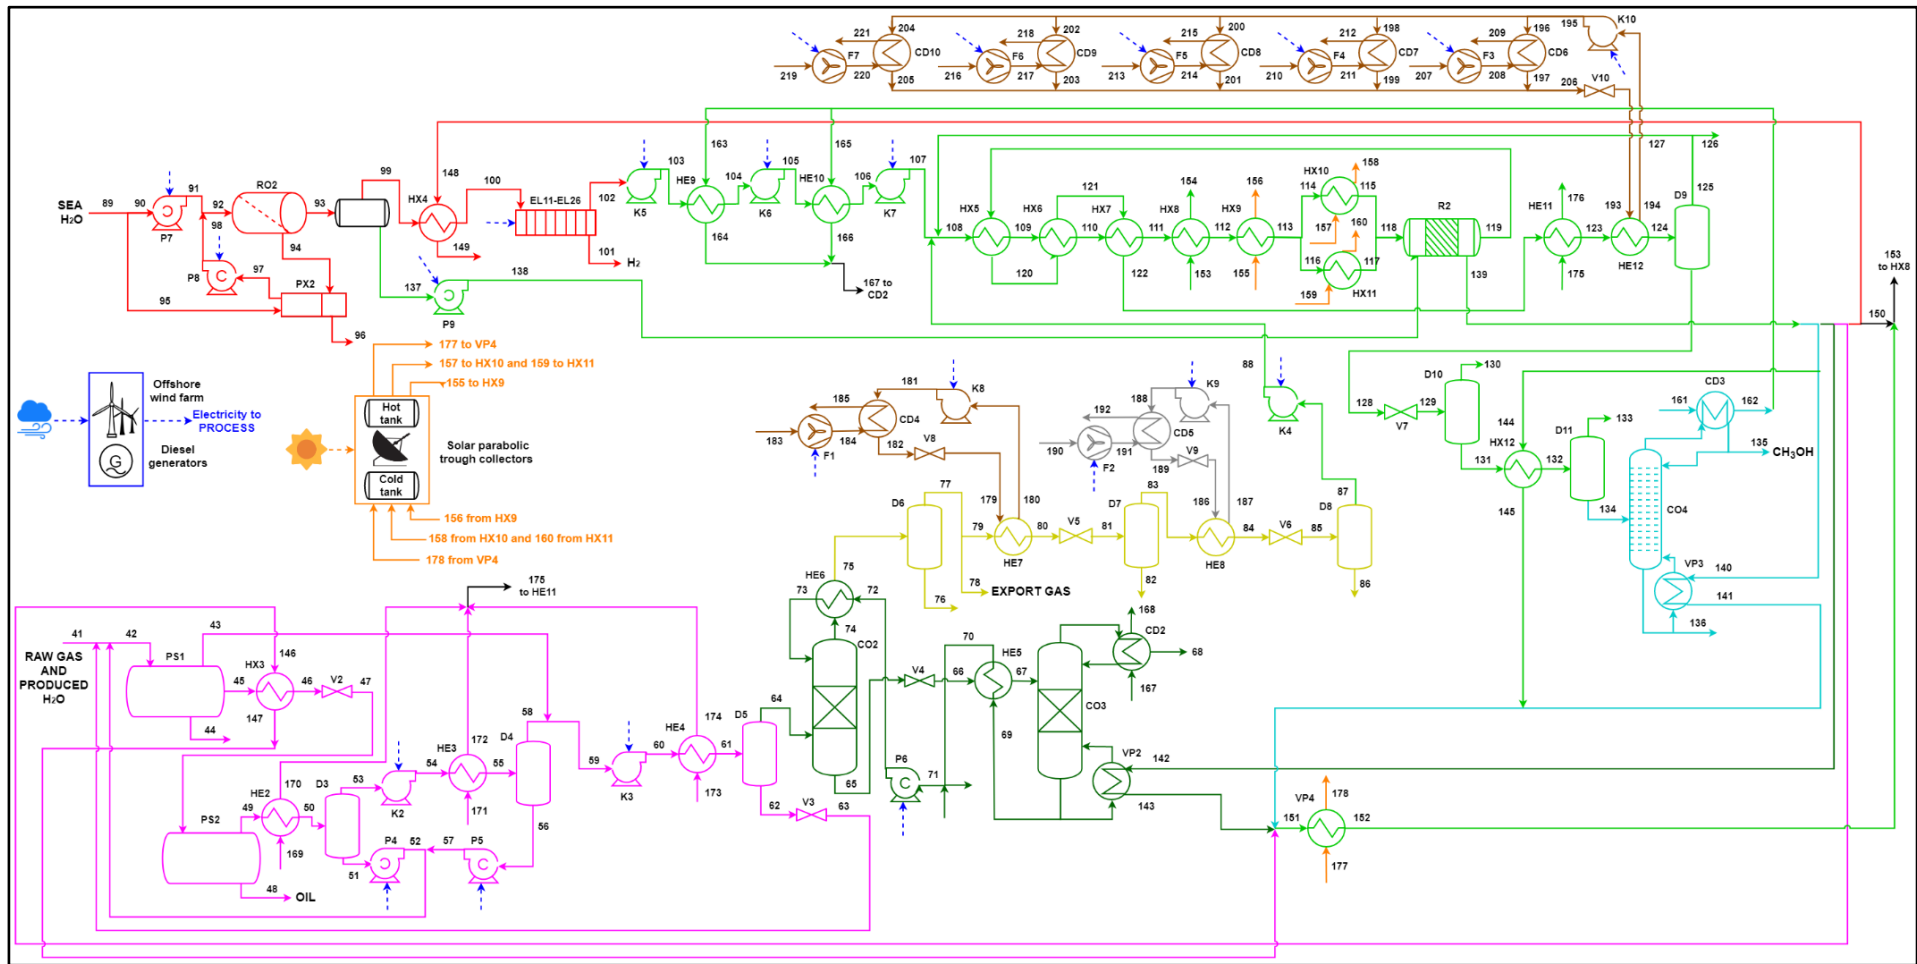 221
204
218
202
215
200
212
198
209
196
195
K10
F7
CD10
F6
CD9
F5
CD8
F4
CD7
F3
CD6
219
220
205
216
217
203
213
214
201
210
211
199
207
208
197
206
V10
163
165
127
126
99
148
100
102
103
HE9
104
105
HE10
106
107
121
154
156
HX10
158
114
115
176
193
194
D9
125
SEA
H₂O
89
90
91
92
RO2
93
HX4
EL11-EL26
K5
K6
K7
HX5
HX6
HX7
HX8
HX9
R2
HE11
P7
98
94
149
101
H₂
164
166
108
109
110
111
112
113
157
160
118
119
123
124
HE12
P8
97
PX2
137
138
167 to
CD2
120
122
153
155
116
117
159
HX11
139
175
153
to HX8
95
96
P9
150
177 to VP4
157 to HX10 and 159 to HX11
155 to HX9
Offshore
wind farm
Electricity to
PROCESS
G
Diesel
generators
Hot
tank
Cold
tank
Solar parabolic
trough collectors
156 from HX9
158 from HX10 and 160 from HX11
178 from VP4
181
K8
185
CD4
183
184
F1
182
V8
K9
192
188
CD5
190
191
F2
189
V9
88
K4
128
V7
129
D10
130
144
131
HX12
132
D11
133
145
134
CD3
161
162
135
CH₃OH
CO4
VP3
140
141
136
D6
77
179
180
79
80
HE7
V5
81
83
D7
186
187
84
HE8
V6
85
D8
87
75
76
78
EXPORT GAS
82
86
HE6
73
72
74
CO2
175
to HE11
41
42
43
RAW GAS
AND
PRODUCED
H₂O
PS1
146
HX3
45
46
V2
47
147
44
58
172
HE3
D4
174
HE4
D5
64
V4
66
70
HE5
67
168
CD2
68
167
CO3
69
59
60
61
K3
173
65
170
HE2
D3
53
54
55
K2
171
PS2
49
50
169
51
P4
52
57
P5
56
62
V3
63
P6
C
71
VP2
142
143
178
VP4
151
152
177
48
OIL